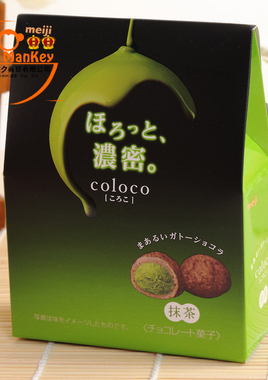 meiji
ManKey
ほろっと、
濃密。
coloco
[ころこ]
まあるいガトーショコラ
抹茶
〈チョコレート菓子〉